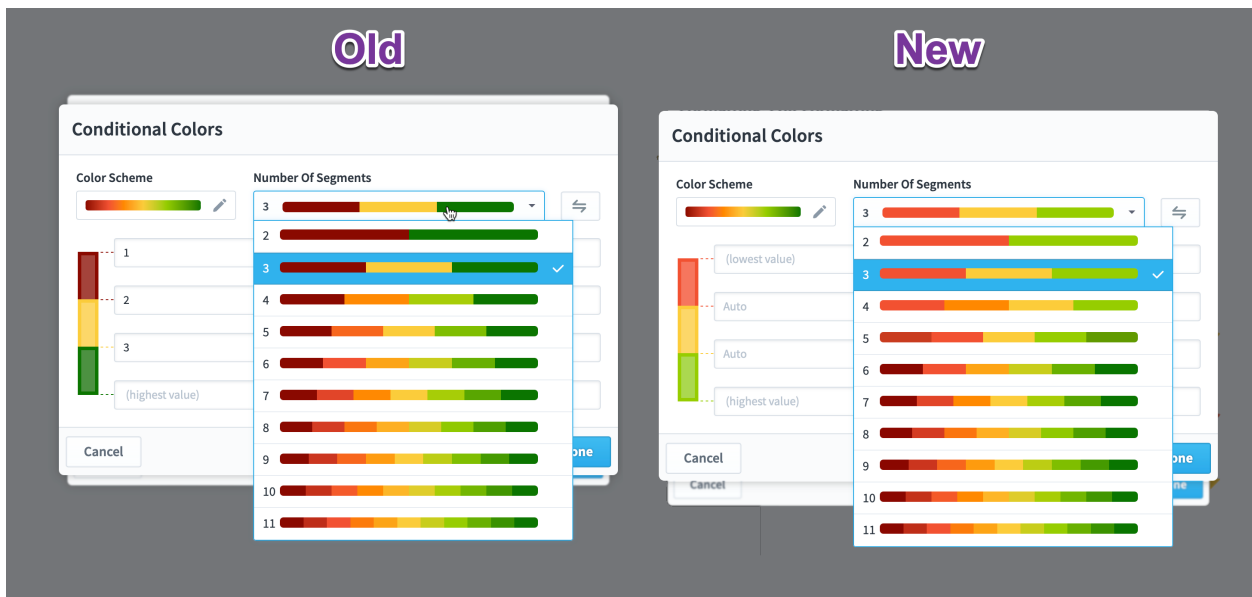 Old
New
Conditional Colors
Color Scheme
Number Of Segments
3
1
2
3
(highest value)
2
3
4
5
6
7
8
9
10
11
Cancel
one
Conditional Colors
Color Scheme
Number Of Segments
3
(lowest value)
Auto
Auto
(highest value)
2
3
4
5
6
7
8
9
10
11
Cancel
one
Cancel
ne